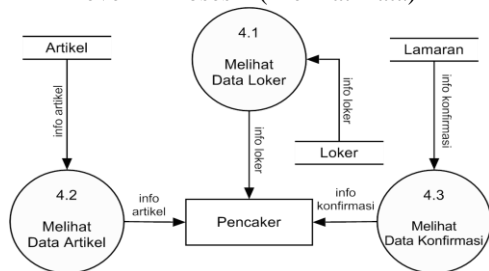 Artikel
info artikel
4.2
Melihat
Data Artikel
info
artikel
4.1
Melihat
Data Loker
info loker
Loker
info loker
Pencaker
Lamaran
info konfirmasi
4.3
Melihat
Data Konfirmasi
info
konfirmasi